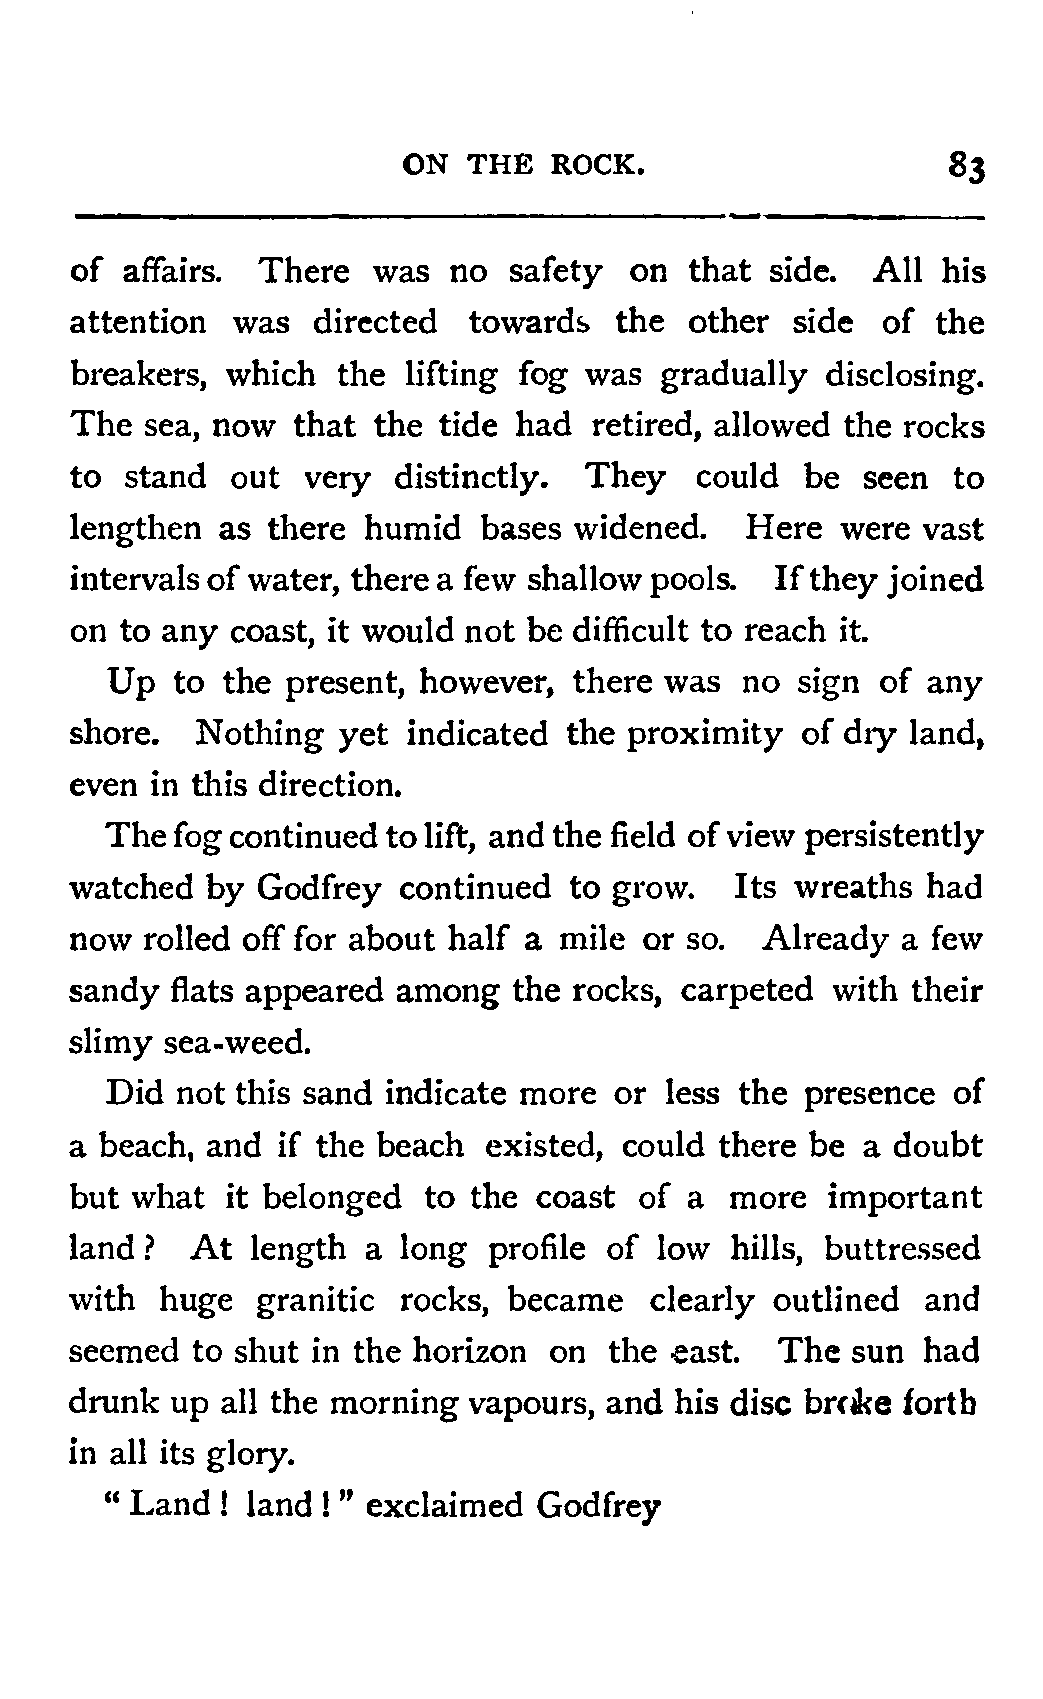 ON THE ROCK. 83
of affairs. There was no safety on that side. All his
attention was directed towards the other side of the
breakers, which the lifting fog was gradually disclosing.
The sea, now that the tide had retired, allowed the rocks
to stand out very distinctly. They could be seen to
lengthen as there humid bases widened. Here were vast
intervals of water, there a few shallow pools. If they joined
on to any coast, it would not be difficult to reach it.
Up to the present, however, there was no sign of any
shore. Nothing yet indicated the proximity of dry land,
even in this direction.
The fog continued to lift, and the field of view persistently
watched by Godfrey continued to grow. Its wreaths had
now rolled off for about half a mile or so. Already a few
sandy flats appeared among the rocks, carpeted with their
slimy sea-weed.
Did not this sand indicate more or less the presence of
a beach, and if the beach existed, could there be a doubt
but what it belonged to the coast of a more important
land? At length a long profile of low hills, buttressed
with huge granitic rocks, became clearly outlined and
seemed to shut in the horizon on the east. The sun had
drunk up all the morning vapours, and his disc broke forth
in all its glory.
"Land! land!" exclaimed Godfrey